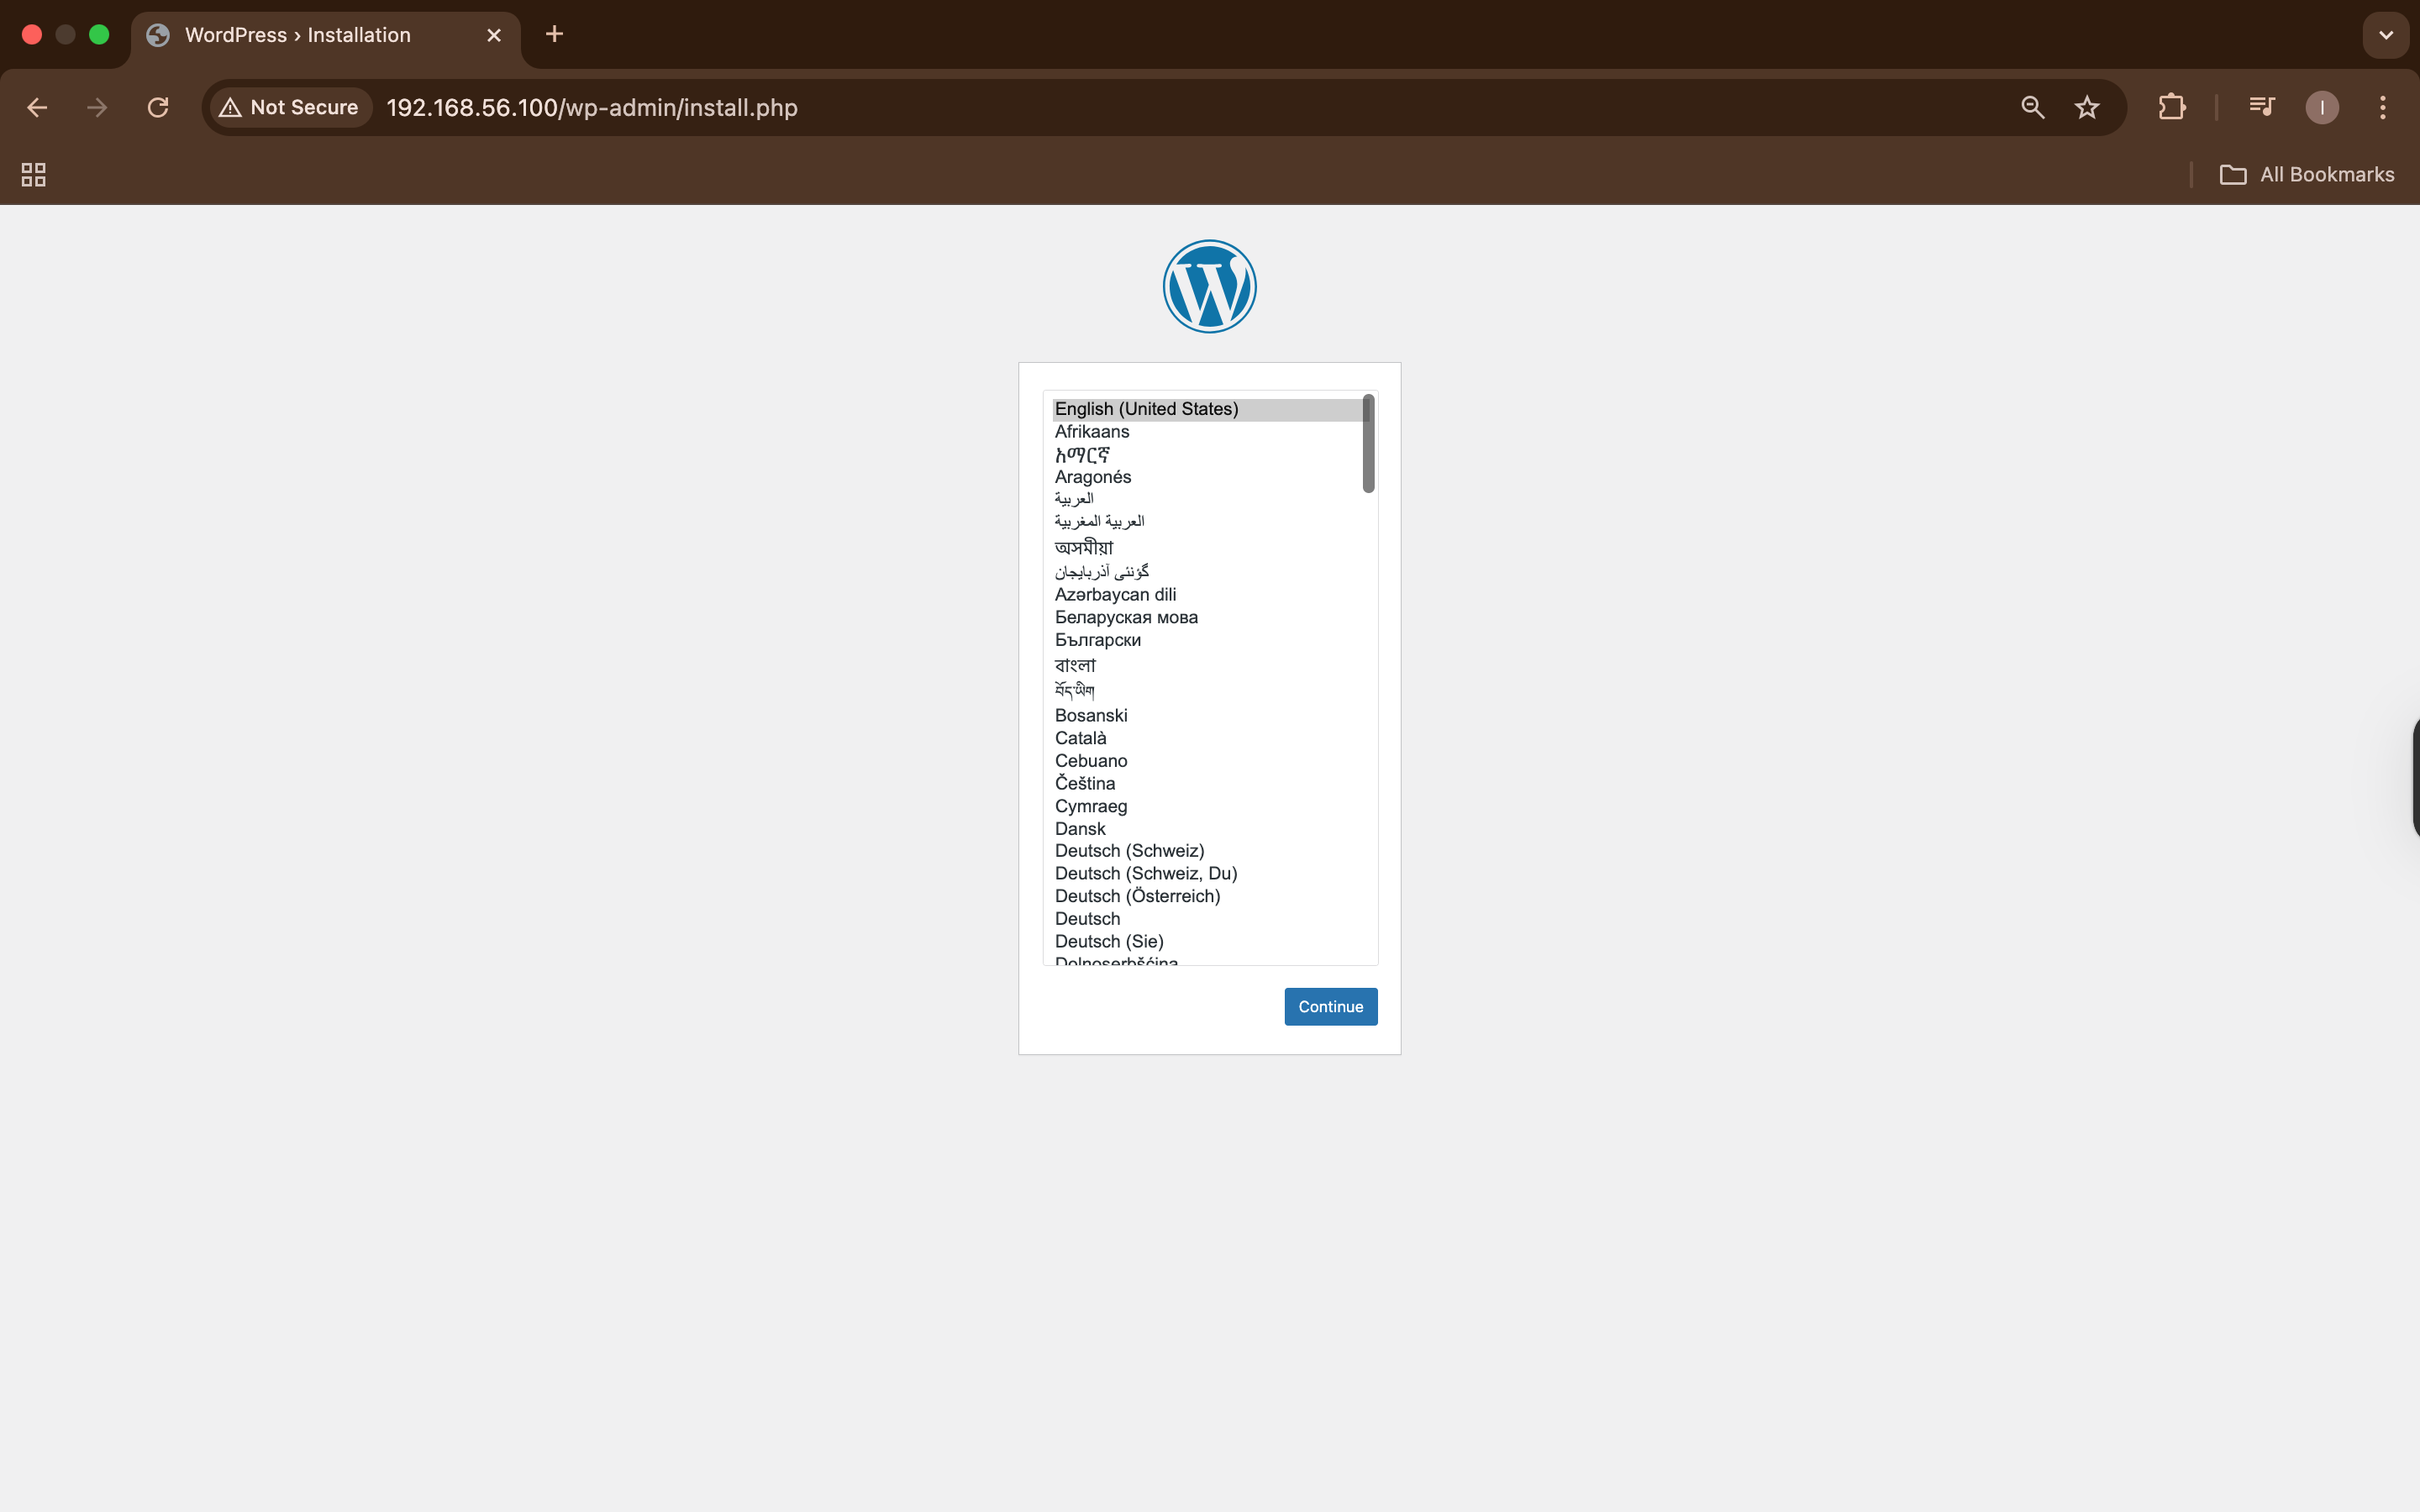 WordPress › Installation
Not Secure
192.168.56.100/wp-admin/install.php
I
All Bookmarks
English (United States)
Afrikaans
አማርኛ
Aragonés
العربية
العربية المغربية
অসমীয়া
گؤنئی آذربایجان
Azərbaycan dili
Беларуская мова
Български
বাংলা
བོད་ཡིག
Bosanski
Català
Cebuano
Čeština
Cymraeg
Dansk
Deutsch (Schweiz)
Deutsch (Schweiz, Du)
Deutsch (Österreich)
Deutsch
Deutsch (Sie)
Dolnoserbšćina
Continue